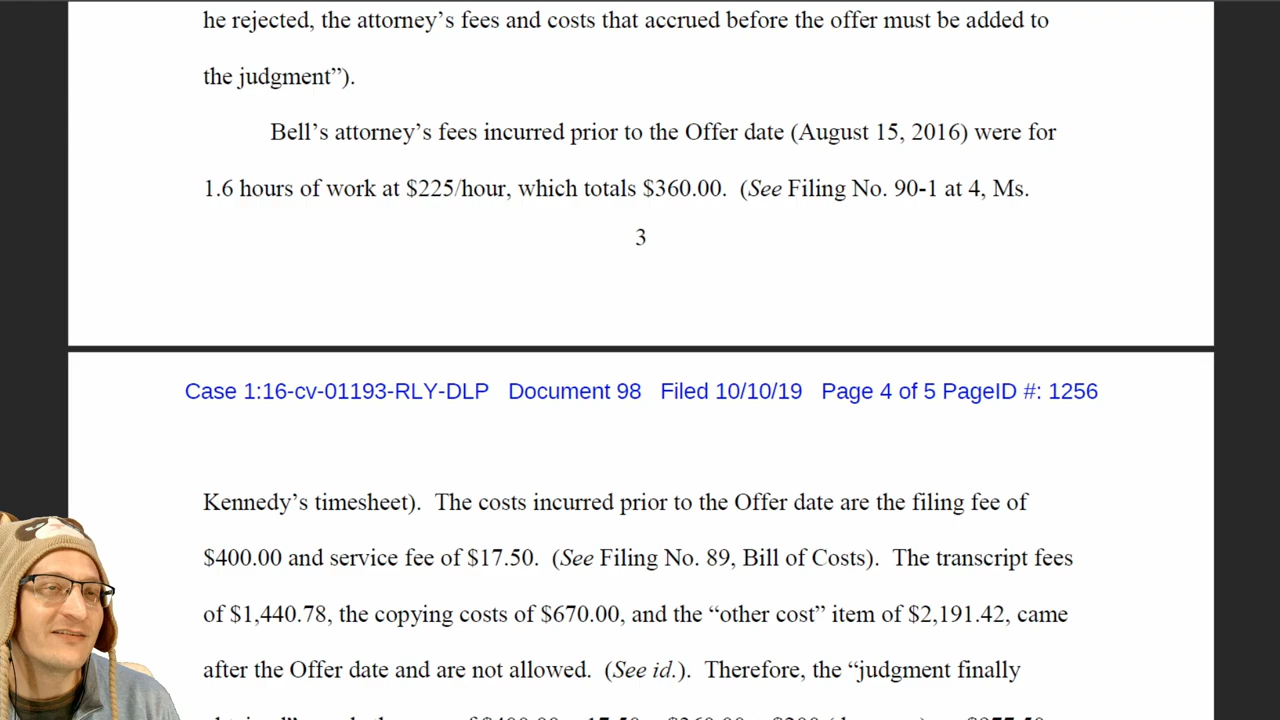 he rejected, the attorney’s fees and costs that accrued before the offer must be added to
the judgment”).
Bell’s attorney’s fees incurred prior to the Offer date (August 15, 2016) were for
1.6 hours of work at $225/hour, which totals $360.00. (See Filing No. 90-1 at 4, Ms.
3
Case 1:16-cv-01193-RLY-DLP Document 98 Filed 10/10/19 Page 4 of 5 PageID #: 1256
Kennedy’s timesheet). The costs incurred prior to the Offer date are the filing fee of
$400.00 and service fee of $17.50. (See Filing No. 89, Bill of Costs). The transcript fees
of $1,440.78, the copying costs of $670.00, and the “other cost” item of $2,191.42, came
after the Offer date and are not allowed. (See id.). Therefore, the “judgment finally